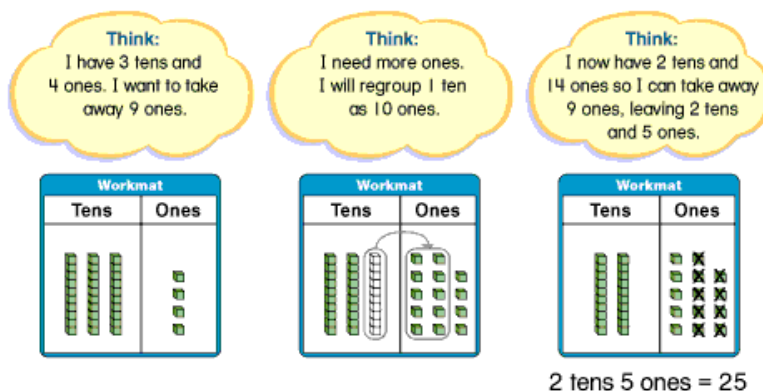 Think:
I have 3 tens and
4 ones. I want to take
away 9 ones.
Think:
I need more ones.
I will regroup 1 ten
as 10 ones.
Think:
I now have 2 tens and
14 ones so I can take away
9 ones, leaving 2 tens
and 5 ones.
Workmat
Tens Ones
Workmat
Tens Ones
Workmat
Tens Ones
2 tens 5 ones = 25